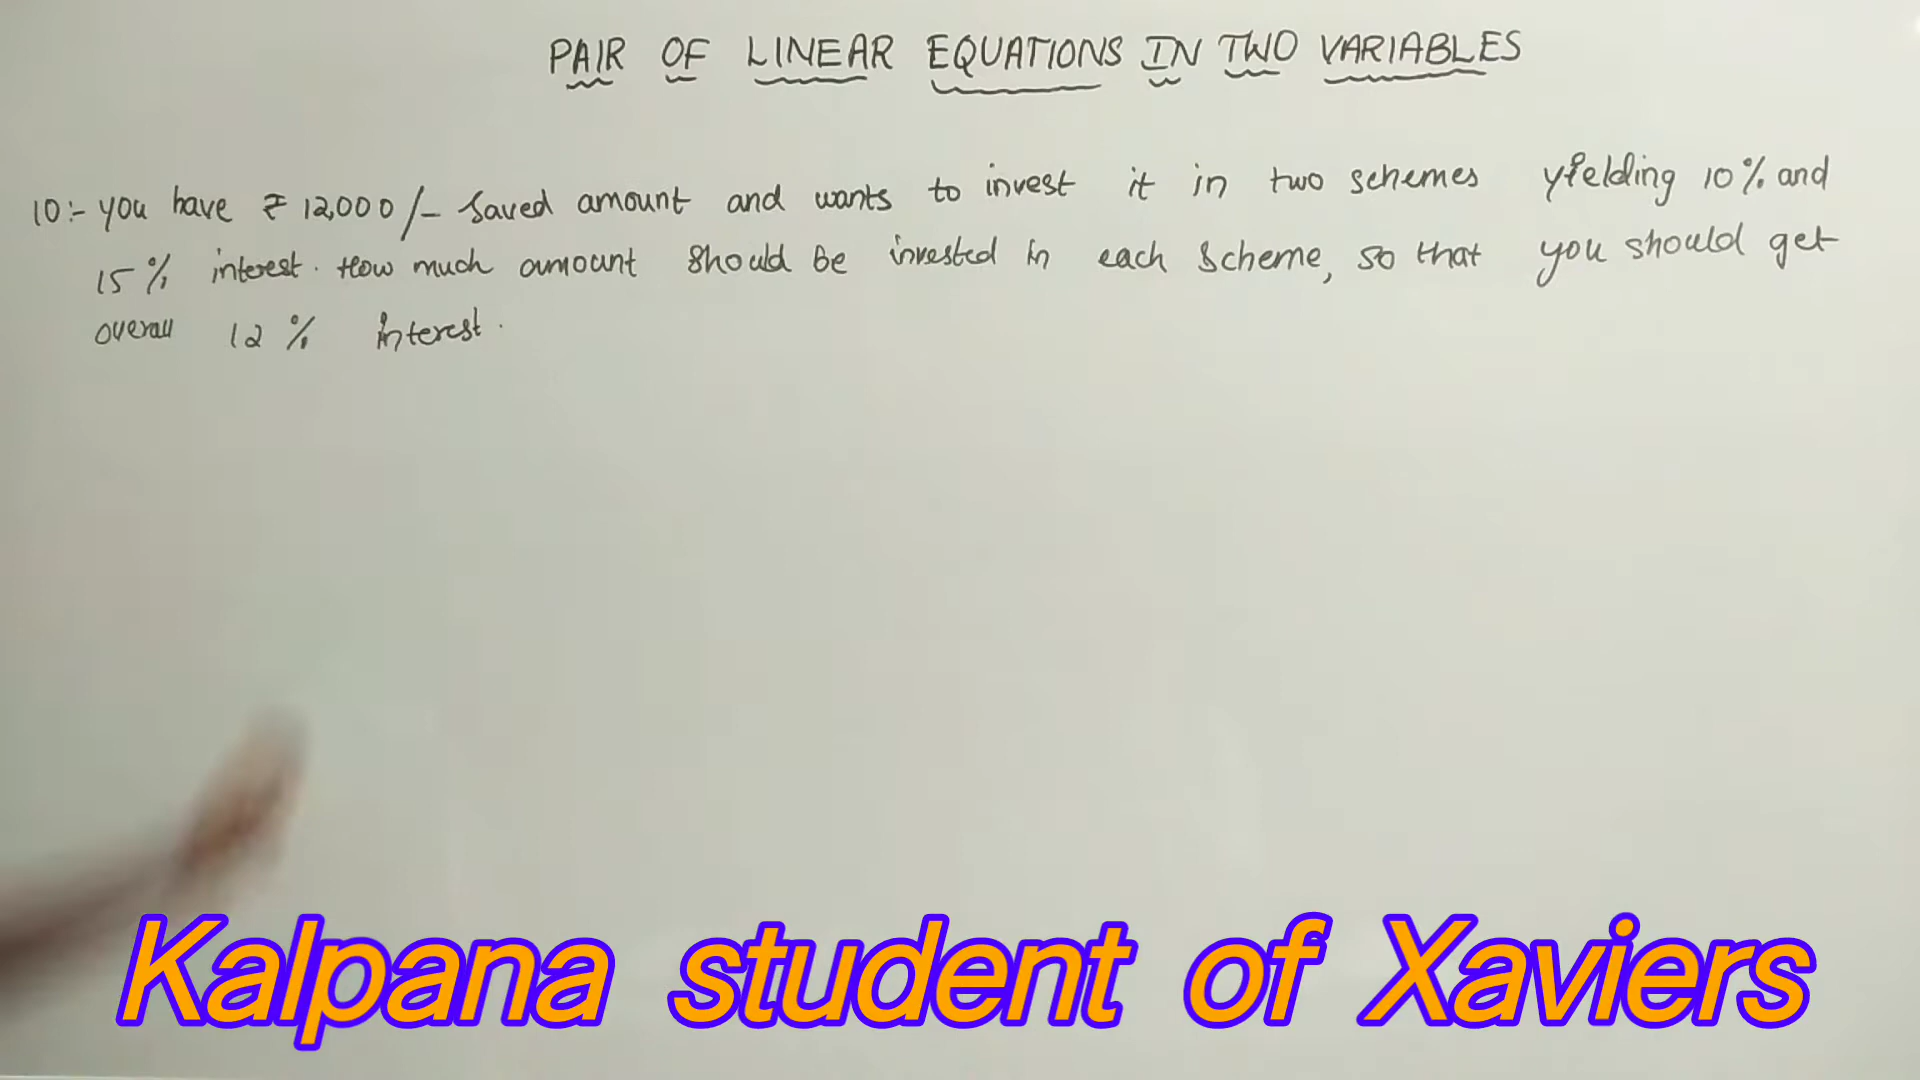 PAIR OF LINEAR EQUATIONS IN TWO VARIABLES
10:- you have ₹ 12,000/- saved amount and wants to invest it in two schemes yielding 10% and
15% interest. How much amount should be invested in each scheme, so that you should get
overall 12% interest.
Kalpana student of Xaviers